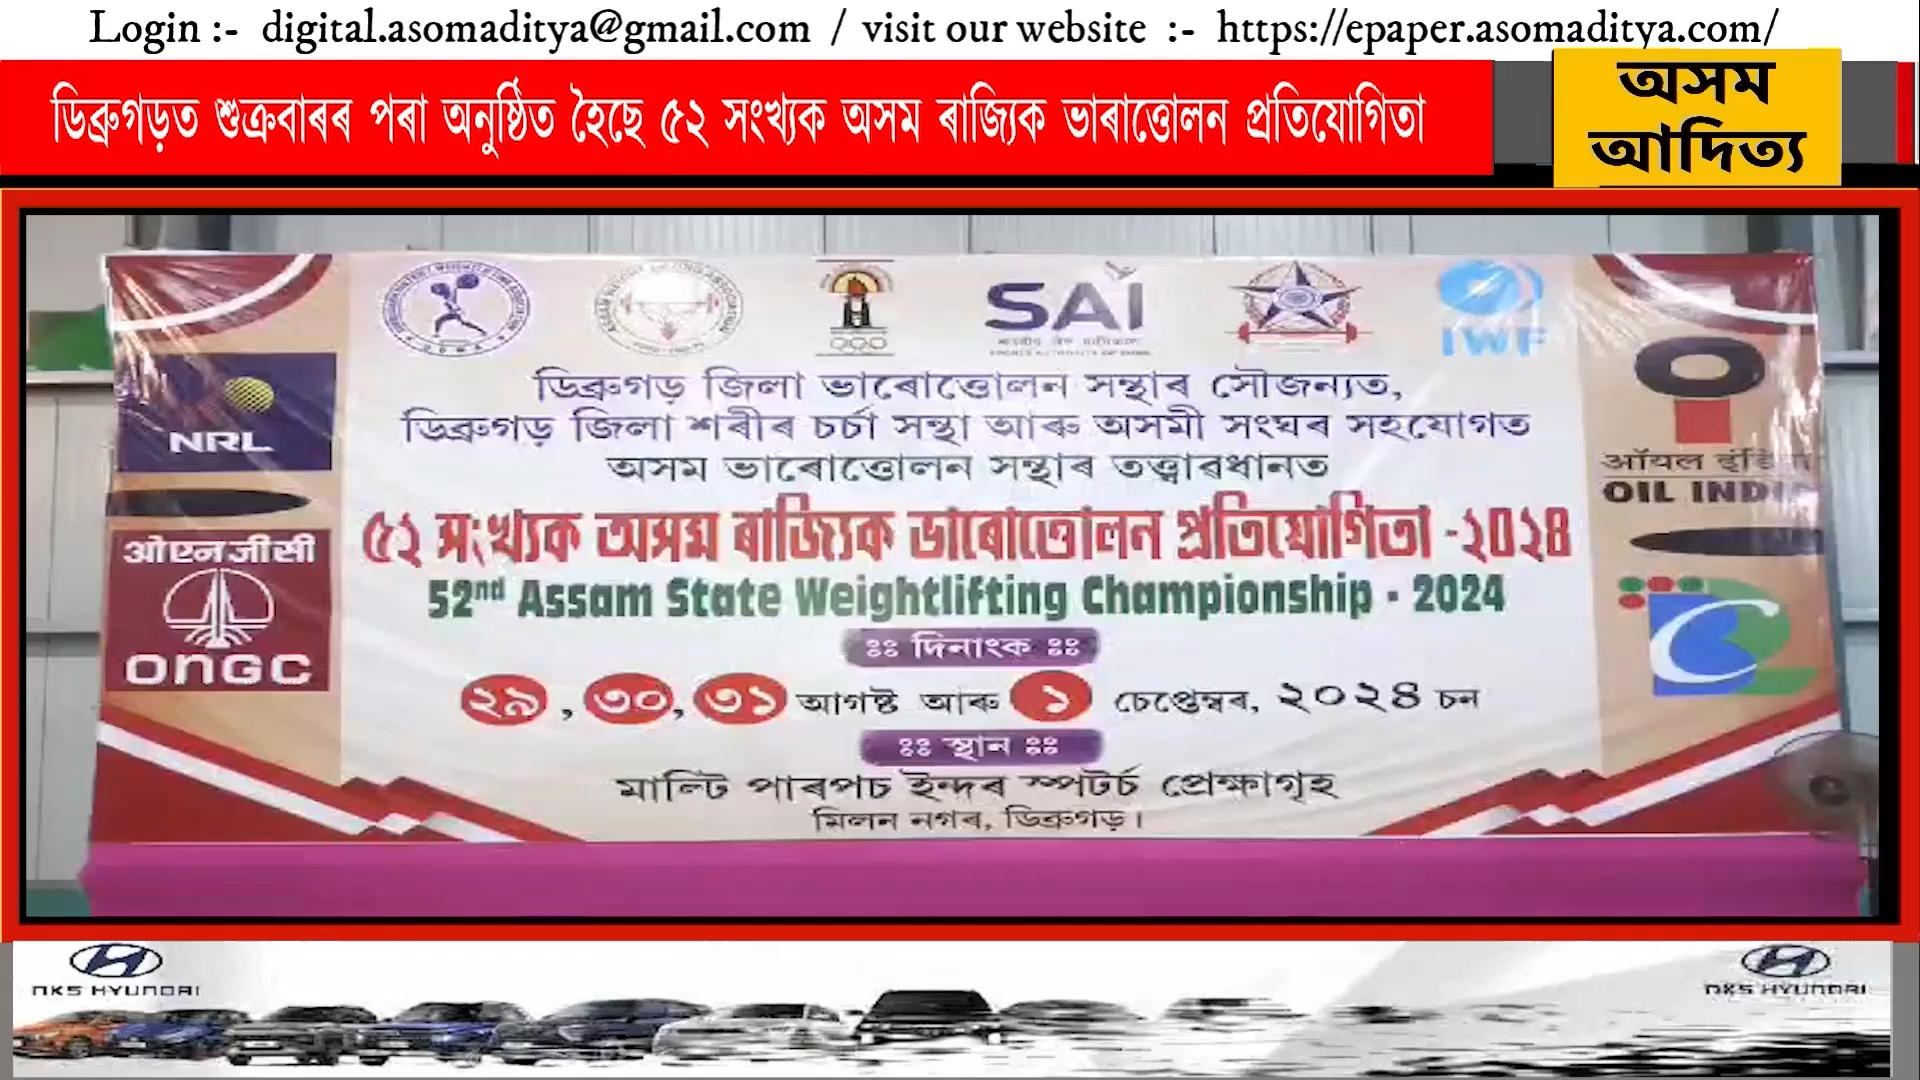 Login :- digital.asomaditya@gmail.com / visit our website :- https://epaper.asomaditya.com/
ডিব্ৰুগড়ত শুক্ৰবাৰৰ পৰা অনুষ্ঠিত হৈছে ৫২ সংখ্যক অসম ৰাজ্যিক ভাৰাত্তোলন প্ৰতিযোগিতা
অসম
আদিত্য
SAI
IWF
ডিব্ৰুগড় জিলা ভাৰোত্তোলন সন্থাৰ সৌজন্যত,
ডিব্ৰুগড় জিলা শৰীৰ চৰ্চা সন্থা আৰু অসমী সংঘৰ সহযোগত
অসম ভাৰোত্তোলন সন্থাৰ তত্ত্বাৱধানত
৫২ সংখ্যক অসম ৰাজ্যিক ভাৰোত্তোলন প্ৰতিযোগিতা -২০২৪
52nd Assam State Weightlifting Championship - 2024
ঃঃ দিনাংক ঃঃ
২৯, ৩০, ৩১ আগষ্ট আৰু ১ চেপ্তেম্বৰ, ২০২৪ চন
ঃঃ স্থান ঃঃ
মাল্টি পাৰপচ ইন্দৰ স্পটৰ্চ প্ৰেক্ষাগৃহ
মিলন নগৰ, ডিব্ৰুগড়।
NRL
ओएनजीसी
ONGC
ऑयल इंडिया
OIL INDIA
NKS HYUNDAI
NKS HYUNDAI